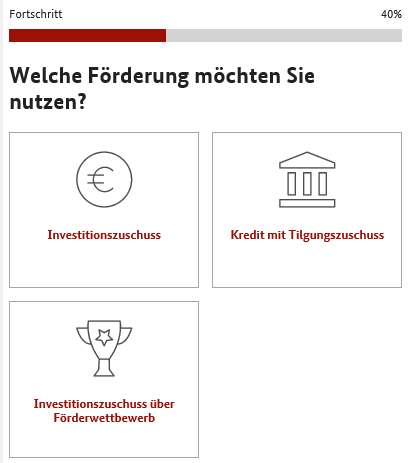 Fortschritt 40%
Welche Förderung möchten Sie
nutzen?
Investitionszuschuss
Kredit mit Tilgungszuschuss
Investitionszuschuss über
Förderwettbewerb